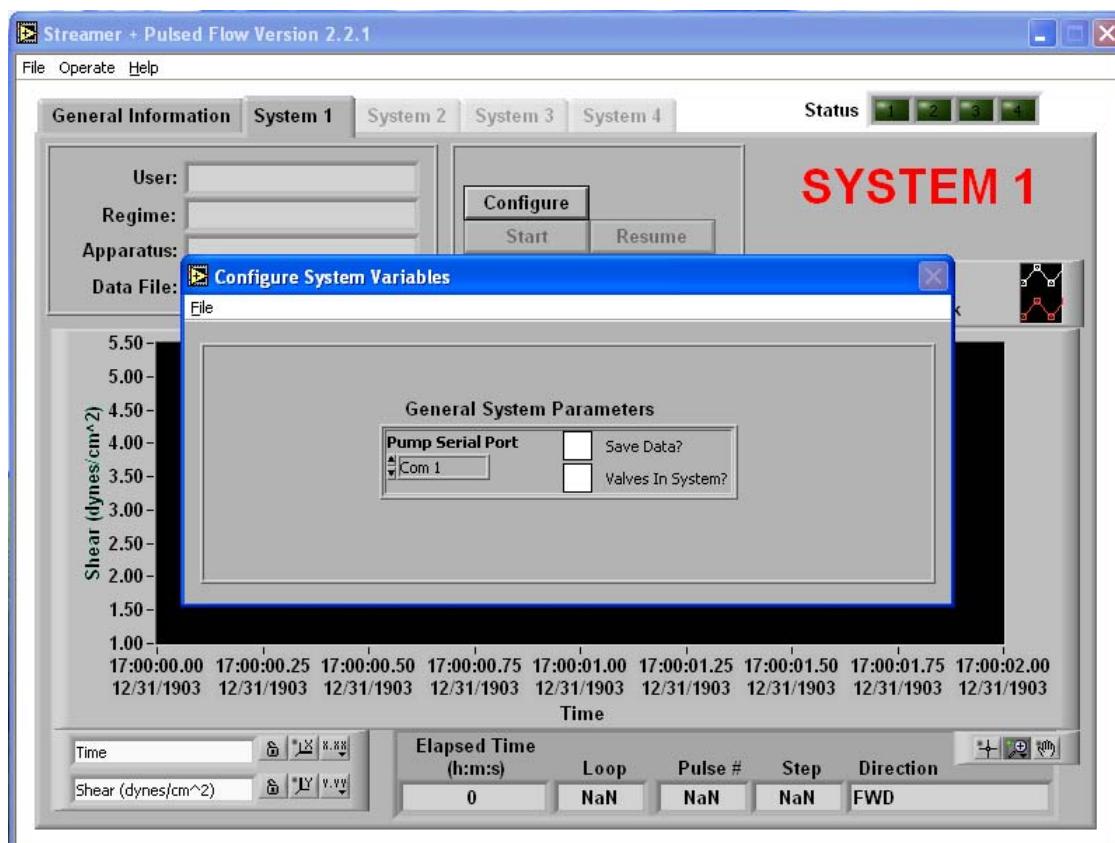 Streamer + Pulsed Flow Version 2.2.1
File Operate Help
General Information System 1 System 2 System 3 System 4 Status 1 2 3 4
User:
Regime:
Apparatus:
Data File:
Configure
Start Resume
SYSTEM 1
Configure System Variables
File
General System Parameters
Pump Serial Port
Com 1
Save Data?
Valves In System?
Shear (dynes/cm^2)
5.50
5.00
4.50
4.00
3.50
3.00
2.50
2.00
1.50
1.00
17:00:00.00 17:00:00.25 17:00:00.50 17:00:00.75 17:00:01.00 17:00:01.25 17:00:01.50 17:00:01.75 17:00:02.00
12/31/1903 12/31/1903 12/31/1903 12/31/1903 12/31/1903 12/31/1903 12/31/1903 12/31/1903 12/31/1903
Time
Time X X.XX
Shear (dynes/cm^2) Y Y.YY
Elapsed Time
(h:m:s) Loop Pulse # Step Direction
0 NaN NaN NaN FWD